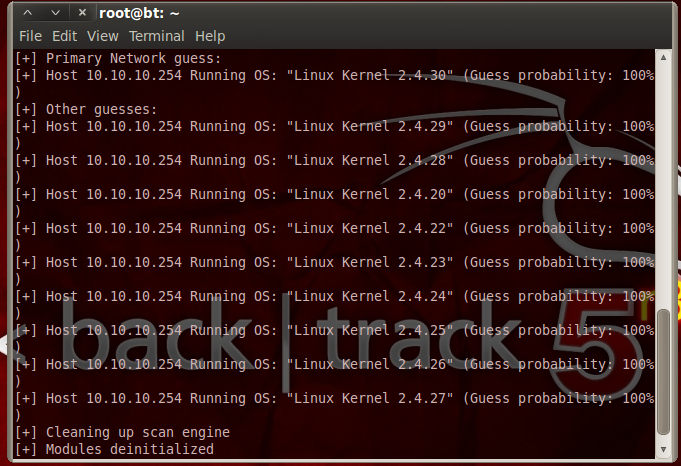 root@bt: ~
File Edit View Terminal Help
[+] Primary Network guess:
[+] Host 10.10.10.254 Running OS: "Linux Kernel 2.4.30" (Guess probability: 100%
)
[+] Other guesses:
[+] Host 10.10.10.254 Running OS: "Linux Kernel 2.4.29" (Guess probability: 100%
)
[+] Host 10.10.10.254 Running OS: "Linux Kernel 2.4.28" (Guess probability: 100%
)
[+] Host 10.10.10.254 Running OS: "Linux Kernel 2.4.20" (Guess probability: 100%
)
[+] Host 10.10.10.254 Running OS: "Linux Kernel 2.4.22" (Guess probability: 100%
)
[+] Host 10.10.10.254 Running OS: "Linux Kernel 2.4.23" (Guess probability: 100%
)
[+] Host 10.10.10.254 Running OS: "Linux Kernel 2.4.24" (Guess probability: 100%
)
[+] Host 10.10.10.254 Running OS: "Linux Kernel 2.4.25" (Guess probability: 100%
)
[+] Host 10.10.10.254 Running OS: "Linux Kernel 2.4.26" (Guess probability: 100%
)
[+] Host 10.10.10.254 Running OS: "Linux Kernel 2.4.27" (Guess probability: 100%
)
[+] Cleaning up scan engine
[+] Modules deinitialized
back|track 5